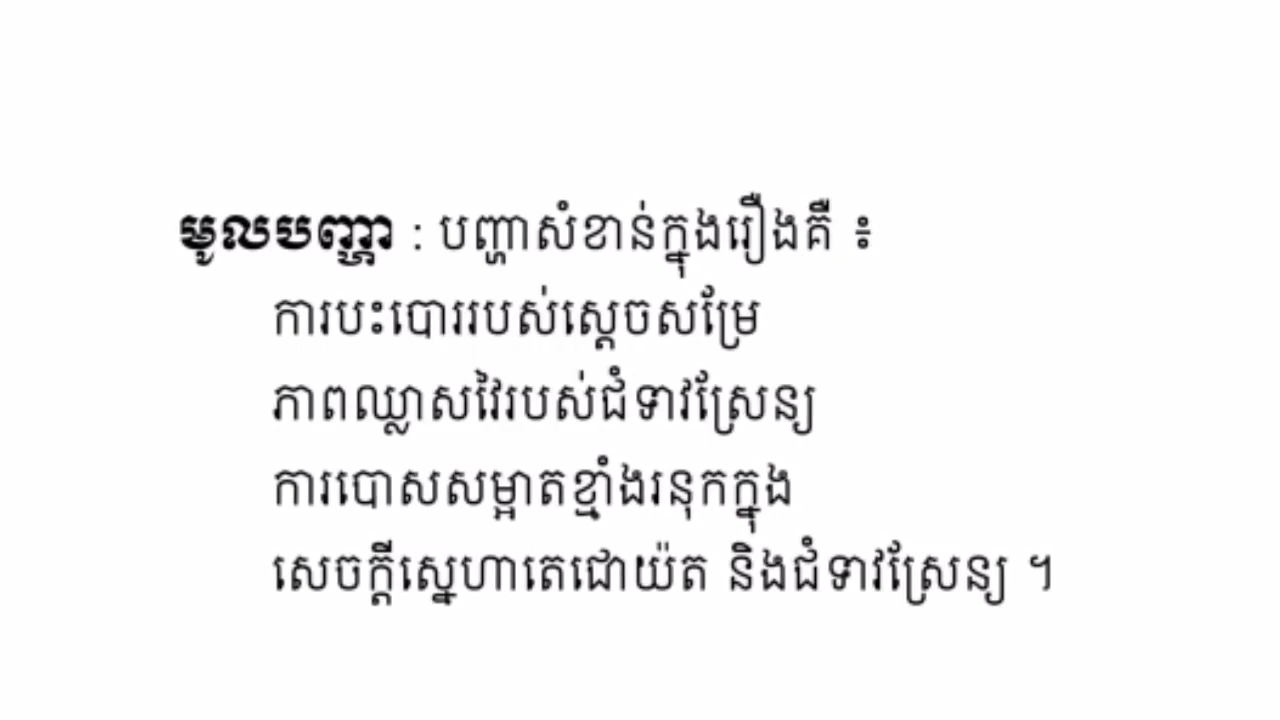 មូលបញ្ហា : បញ្ហាសំខាន់ក្នុងរឿងគឺ ៖
ការបះបោររបស់ស្ដេចសម្រែ
ភាពឈ្លាសវៃរបស់ជំទាវស្រែន្យ
ការបោសសម្អាតខ្មាំងរនុកក្នុង
សេចក្ដីស្នេហាតេជោយ៉ត និងជំទាវស្រែន្យ ។